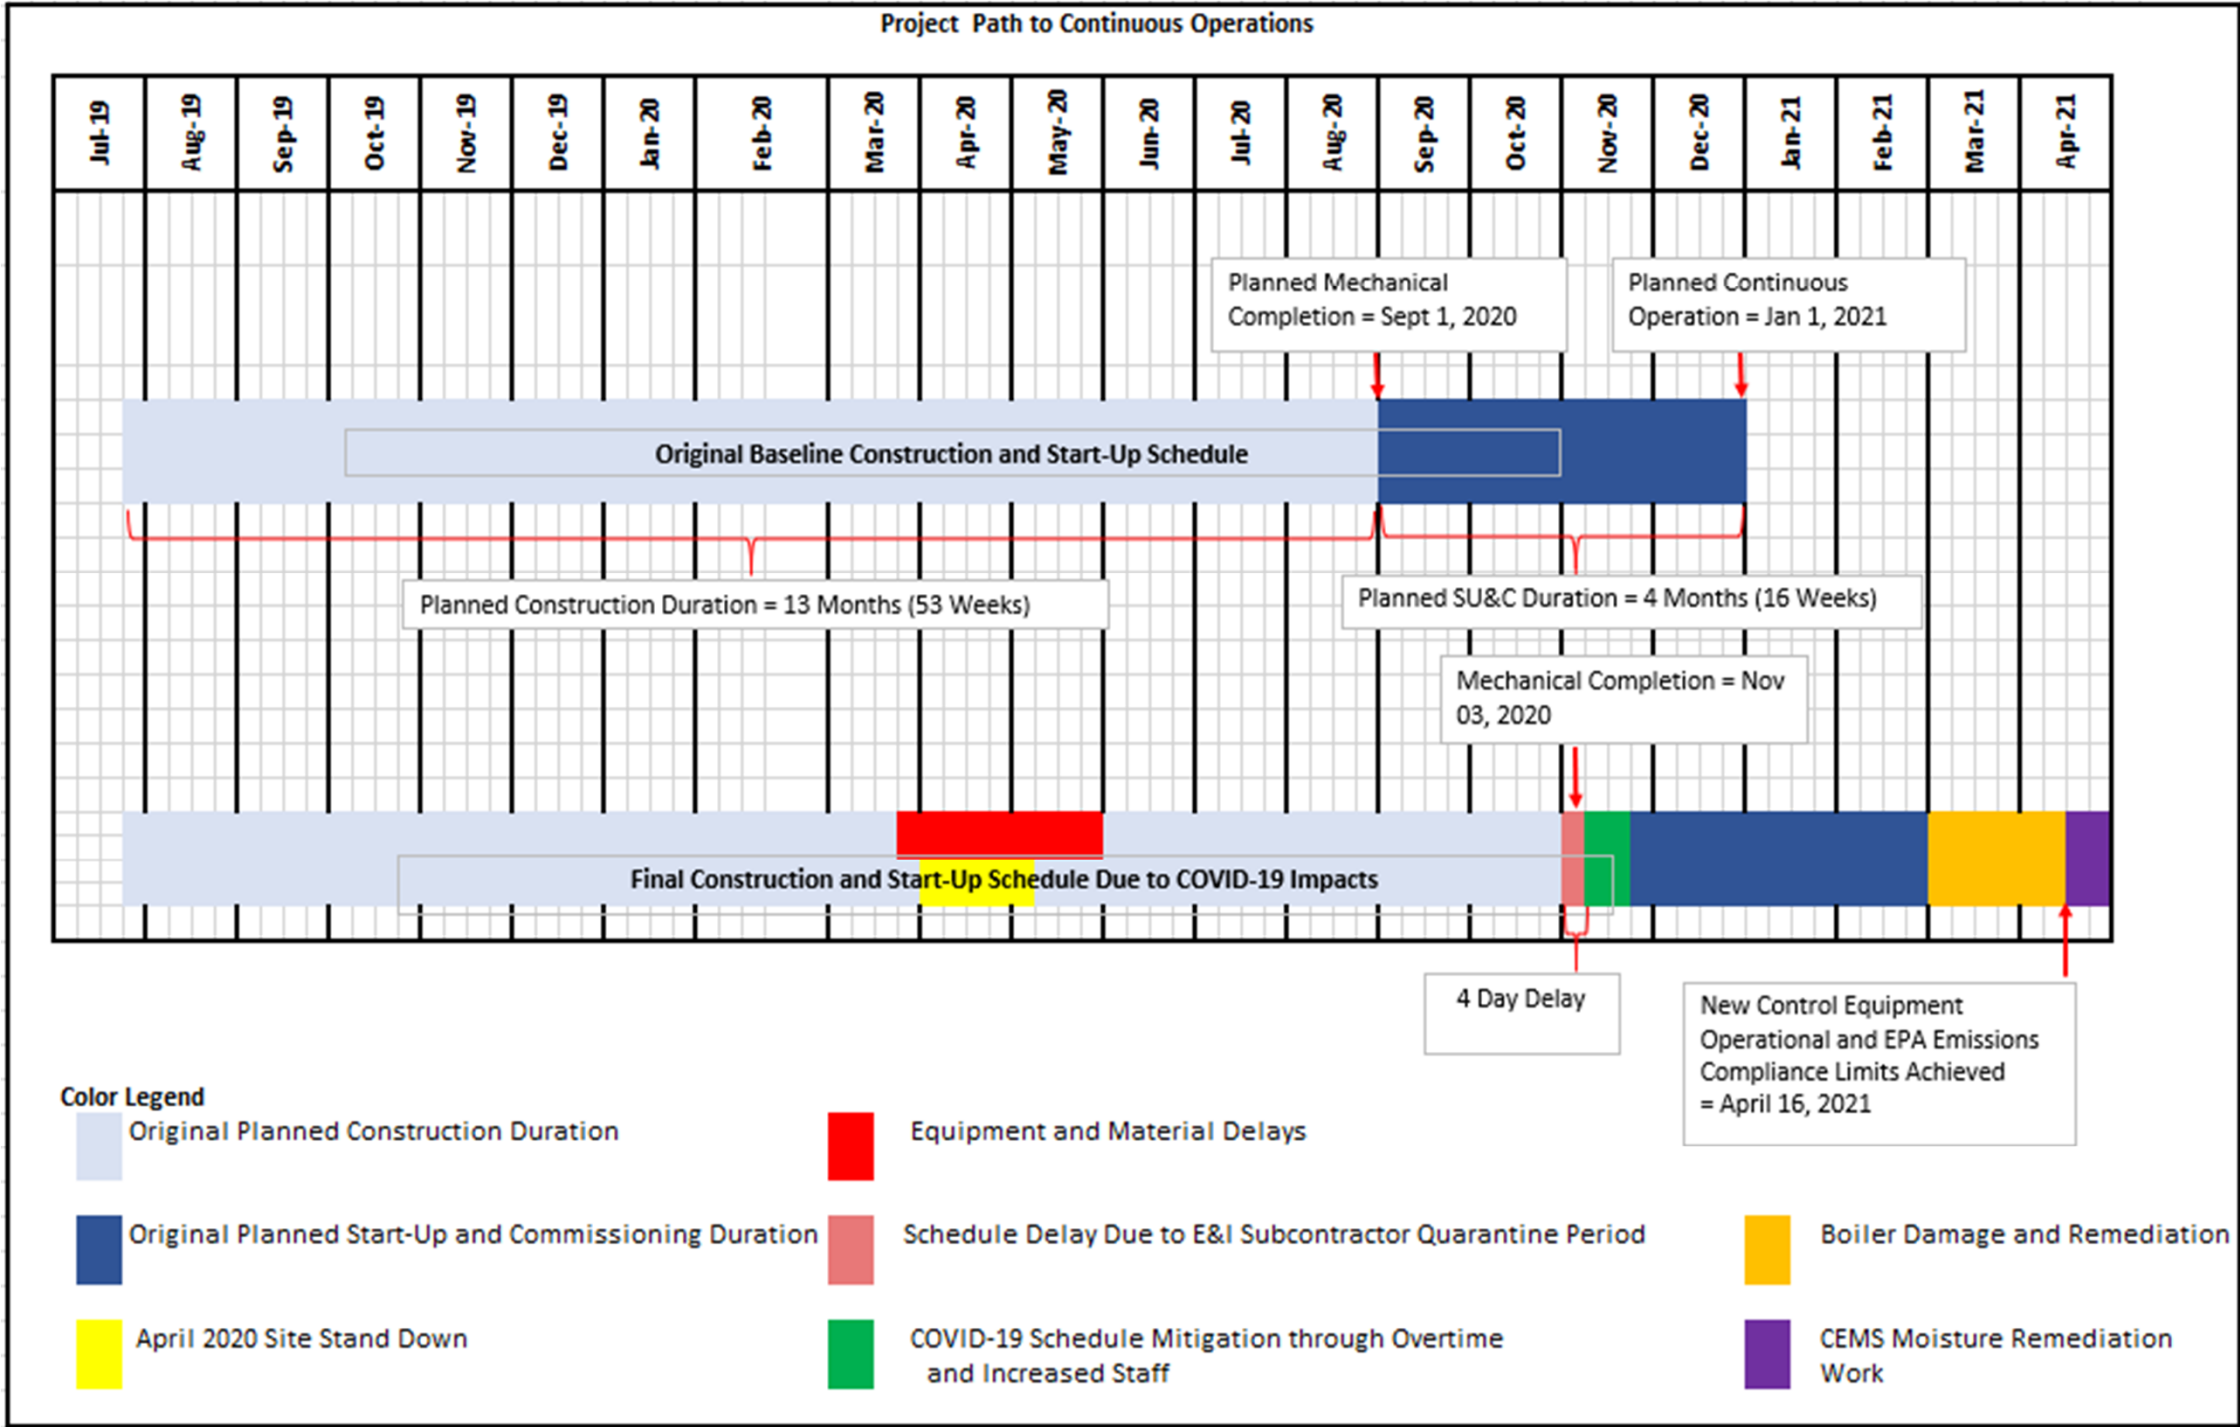 Project Path to Continuous Operations
Jul-19
Aug-19
Sep-19
Oct-19
Nov-19
Dec-19
Jan-20
Feb-20
Mar-20
Apr-20
May-20
Jun-20
Jul-20
Aug-20
Sep-20
Oct-20
Nov-20
Dec-20
Jan-21
Feb-21
Mar-21
Apr-21
Planned Mechanical
Completion = Sept 1, 2020
Planned Continuous
Operation = Jan 1, 2021
Original Baseline Construction and Start-Up Schedule
Planned Construction Duration = 13 Months (53 Weeks)
Planned SU&C Duration = 4 Months (16 Weeks)
Mechanical Completion = Nov
03, 2020
Final Construction and Start-Up Schedule Due to COVID-19 Impacts
4 Day Delay
New Control Equipment
Operational and EPA Emissions
Compliance Limits Achieved
= April 16, 2021
Color Legend
Original Planned Construction Duration
Equipment and Material Delays
Original Planned Start-Up and Commissioning Duration
Schedule Delay Due to E&I Subcontractor Quarantine Period
Boiler Damage and Remediation
April 2020 Site Stand Down
COVID-19 Schedule Mitigation through Overtime
and Increased Staff
CEMS Moisture Remediation
Work